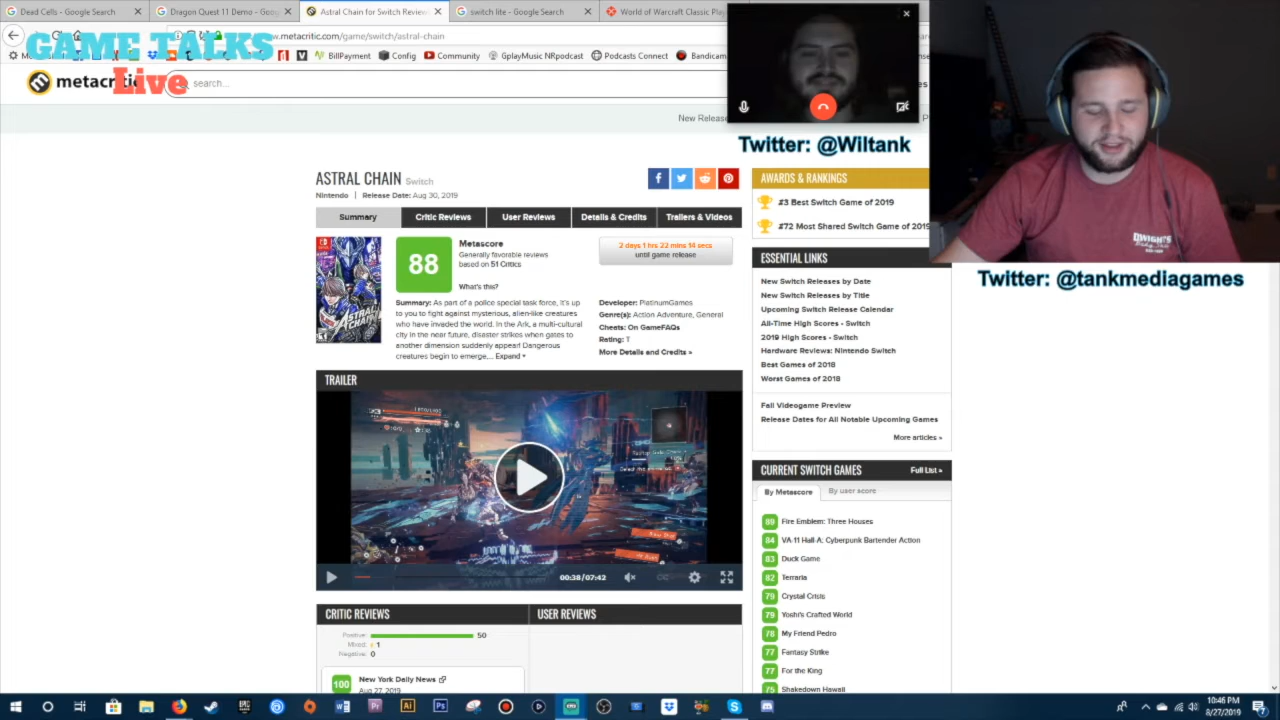 Dead Cells - Google Search
Dragon Quest 11 Demo - Google
Astral Chain for Switch Reviews
switch lite - Google Search
World of Warcraft Classic Player
GAME TALKS
Live
www.metacritic.com/game/switch/astral-chain
BillPayment
Config
Community
GplayMusic NRpodcast
Podcasts Connect
Bandicam
metacritic
search...
New Release
Twitter: @Wiltank
Twitter: @tankmediagames
DWIGHT'S
ASTRAL CHAIN Switch
Nintendo | Release Date: Aug 30, 2019
Summary
Critic Reviews
User Reviews
Details & Credits
Trailers & Videos
88
Metascore
Generally favorable reviews
based on 51 Critics
What's this?
2 days 1 hrs 22 mins 14 secs
until game release
Summary: As part of a police special task force, it's up
to you to fight against mysterious, alien-like creatures
who have invaded the world. In the Ark, a multi-cultural
city in the near future, disaster strikes when gates to
another dimension suddenly appear! Dangerous
creatures begin to emerge,... Expand
Developer: PlatinumGames
Genre(s): Action Adventure, General
Cheats: On GameFAQs
Rating: T
More Details and Credits »
TRAILER
00:38/07:42
CRITIC REVIEWS
USER REVIEWS
Positive: 50
Mixed: 1
Negative: 0
100
New York Daily News
Aug 27, 2019
AWARDS & RANKINGS
#3 Best Switch Game of 2019
#72 Most Shared Switch Game of 2019
ESSENTIAL LINKS
New Switch Releases by Date
New Switch Releases by Title
Upcoming Switch Release Calendar
All-Time High Scores - Switch
2019 High Scores - Switch
Hardware Reviews: Nintendo Switch
Best Games of 2018
Worst Games of 2018
Fall Videogame Preview
Release Dates for All Notable Upcoming Games
More articles »
CURRENT SWITCH GAMES
Full List »
By Metascore
By user score
89 Fire Emblem: Three Houses
84 VA-11 Hall-A: Cyberpunk Bartender Action
83 Duck Game
82 Terraria
79 Crystal Crisis
79 Yoshi's Crafted World
78 My Friend Pedro
77 Fantasy Strike
77 For the King
75 Shakedown Hawaii
10:46 PM
8/27/2019